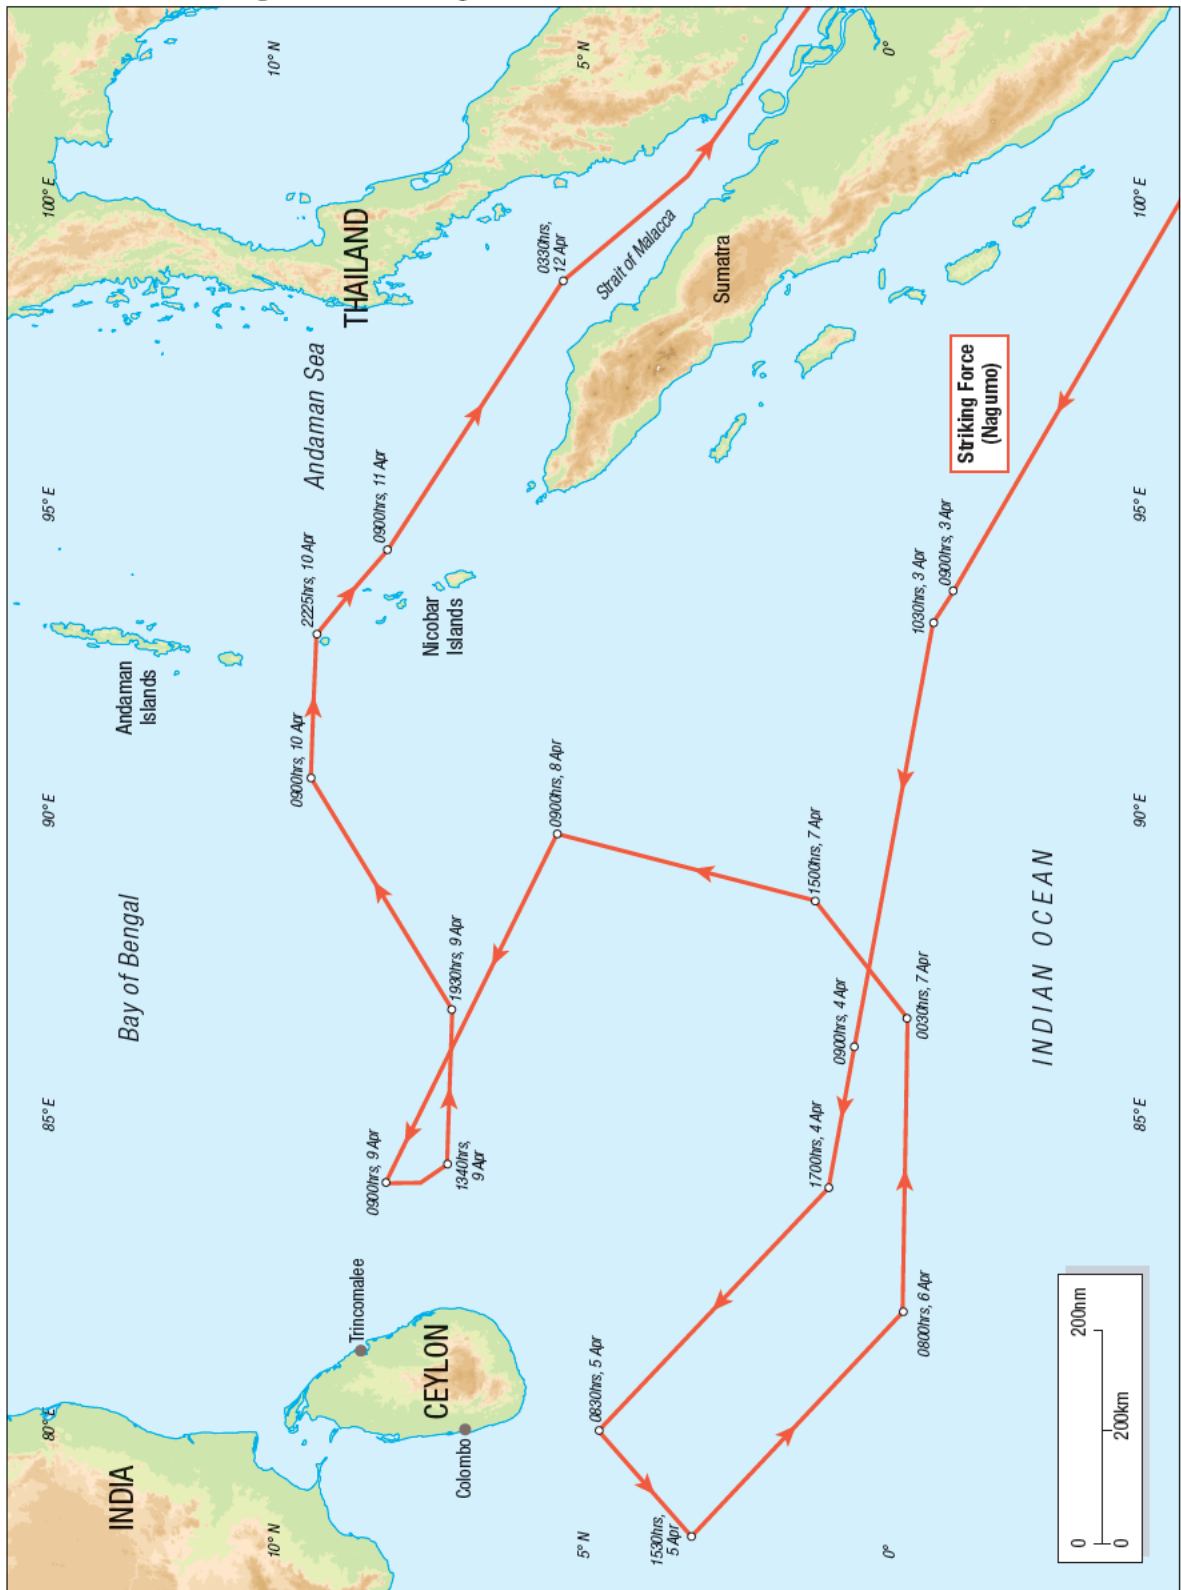 10° N
5° N
0°
100° E
100° E
THAILAND
0330hrs,
12 Apr
Strait of Malacca
Sumatra
Andaman Sea
Striking Force
(Nagumo)
95° E
95° E
0900hrs, 11 Apr
2225hrs, 10 Apr
1030hrs, 3 Apr
0900hrs, 3 Apr
Nicobar
Islands
Andaman
Islands
0900hrs, 10 Apr
90° E
90° E
0900hrs, 8 Apr
1500hrs, 7 Apr
Bay of Bengal
1930hrs, 9 Apr
0900hrs, 4 Apr
0030hrs, 7 Apr
INDIAN OCEAN
85° E
85° E
0900hrs, 9 Apr
1340hrs,
9 Apr
1700hrs, 4 Apr
Trincomalee
CEYLON
Colombo
0830hrs, 5 Apr
0800hrs, 6 Apr
80° E
INDIA
10° N
5° N
0°
1530hrs,
5 Apr
0 200nm
0 200km